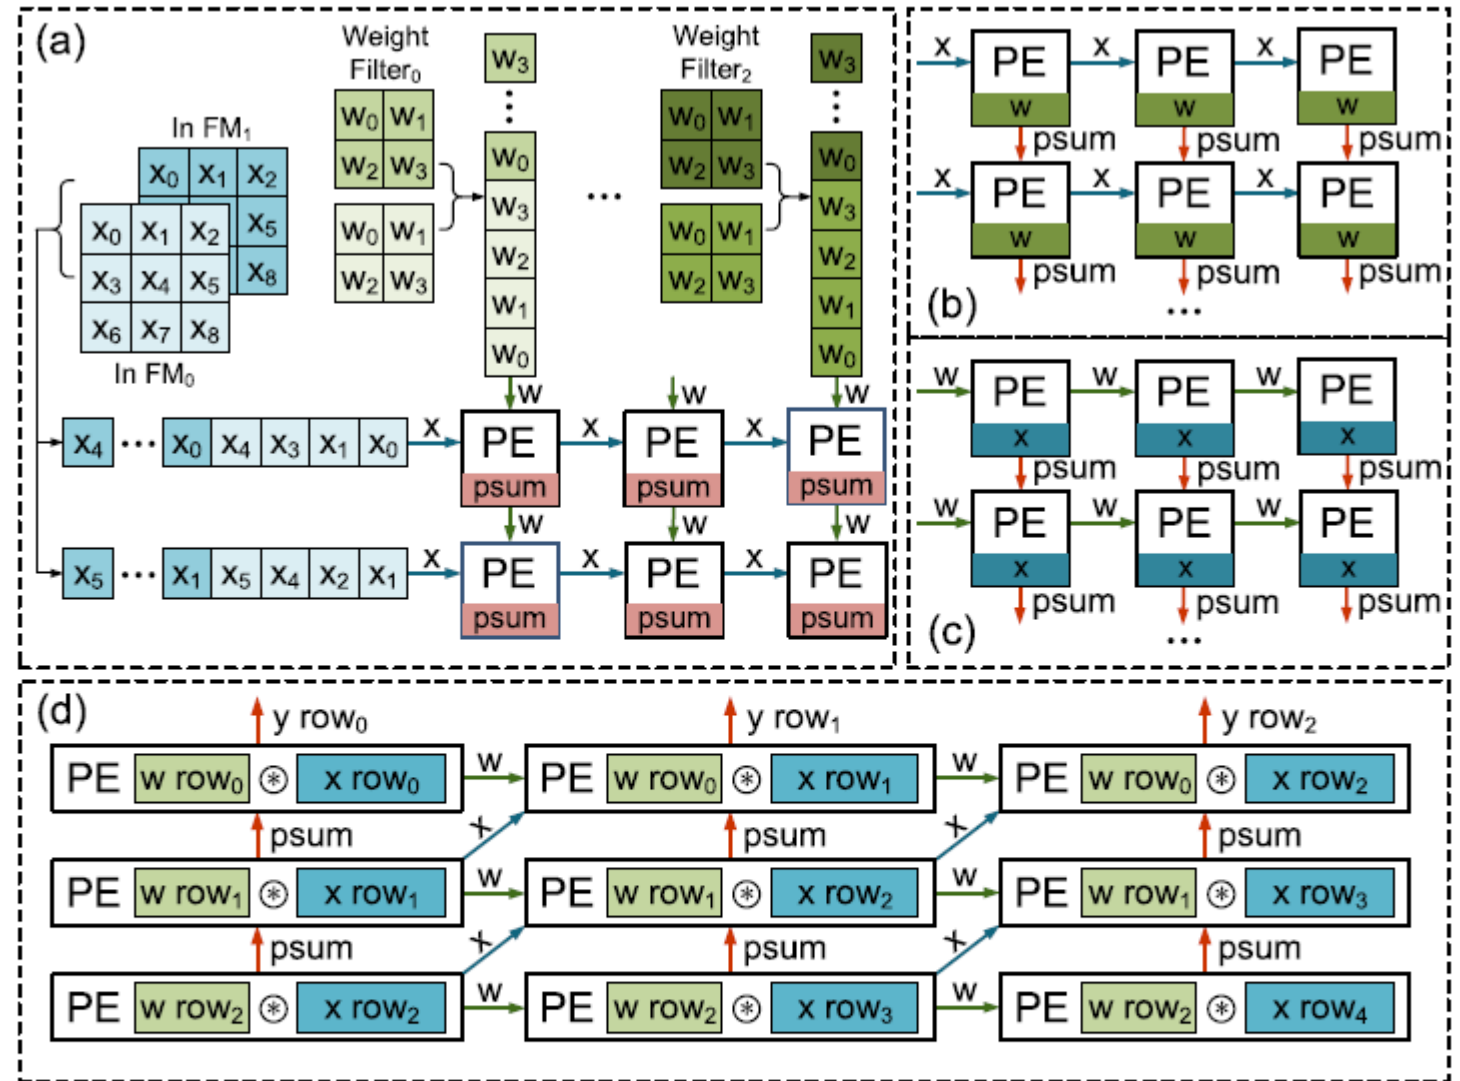 (a)
Weight
Filter₀
w₃
Weight
Filter₂
w₃
w₀ w₁
w₂ w₃
w₀ w₁
w₂ w₃
⋮
w₀
w₃
w₂
w₁
w₀
...
w₀ w₁
w₂ w₃
w₀ w₁
w₂ w₃
⋮
w₀
w₃
w₂
w₁
w₀
In FM₁
x₀ x₁ x₂
x₅
x₈
x₀ x₁ x₂
x₃ x₄ x₅
x₆ x₇ x₈
In FM₀
w w w
x₄ ... x₀ x₄ x₃ x₁ x₀ x PE x PE x PE
psum psum psum
w w
x₅ ... x₁ x₅ x₄ x₂ x₁ x PE x PE x PE
psum psum psum
(b)
x PE x PE x PE
w w w
psum psum psum
x PE x PE x PE
w w w
psum psum psum
...
(c)
w PE w PE w PE
x x x
psum psum psum
w PE w PE w PE
x x x
psum psum psum
...
(d)
y row₀ y row₁ y row₂
PE w row₀ ⊛ x row₀ w PE w row₀ ⊛ x row₁ w PE w row₀ ⊛ x row₂
psum x psum x psum
PE w row₁ ⊛ x row₁ w PE w row₁ ⊛ x row₂ w PE w row₁ ⊛ x row₃
psum x psum x psum
PE w row₂ ⊛ x row₂ w PE w row₂ ⊛ x row₃ w PE w row₂ ⊛ x row₄